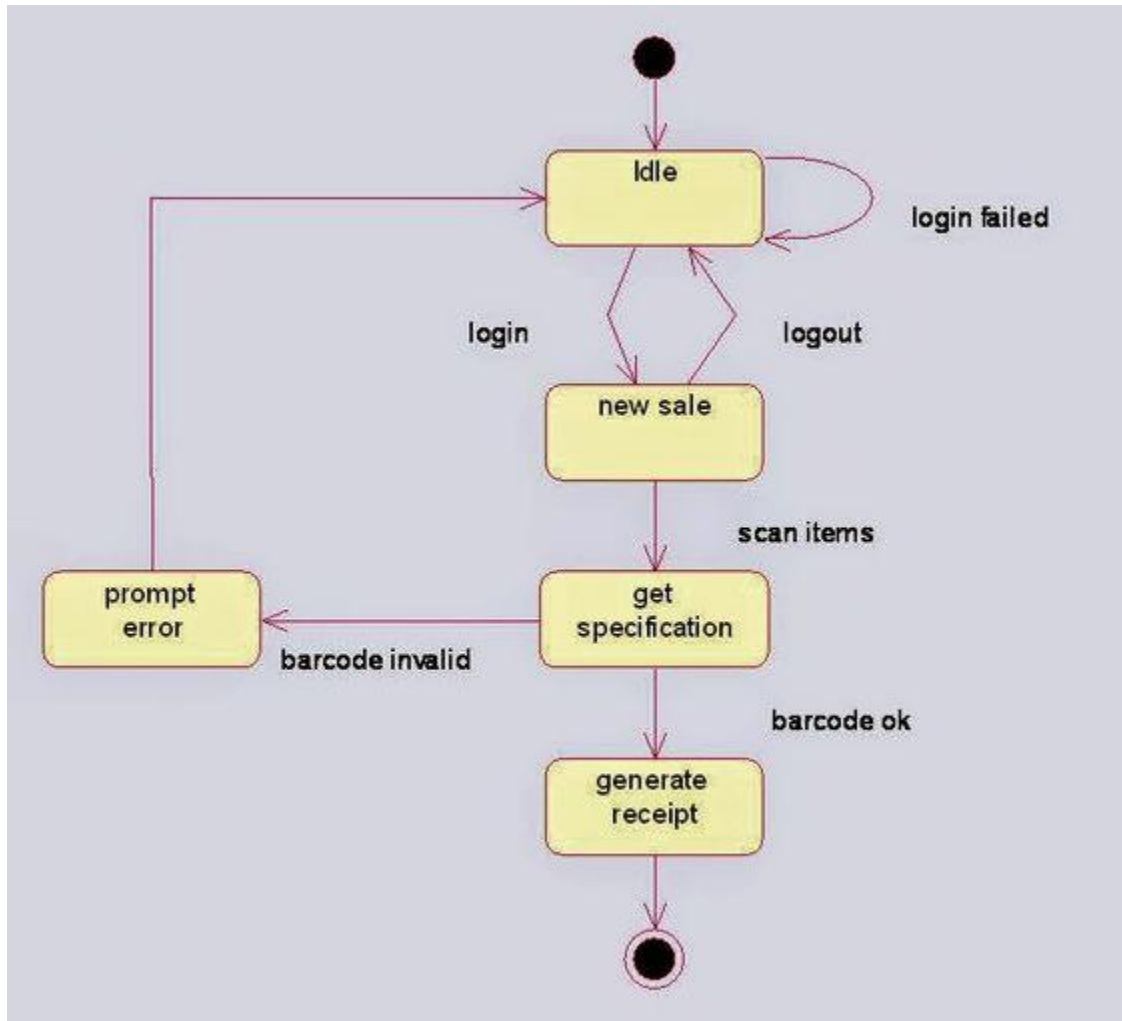 Idle
login failed
login
logout
new sale
scan items
prompt
error
get
specification
barcode invalid
barcode ok
generate
receipt